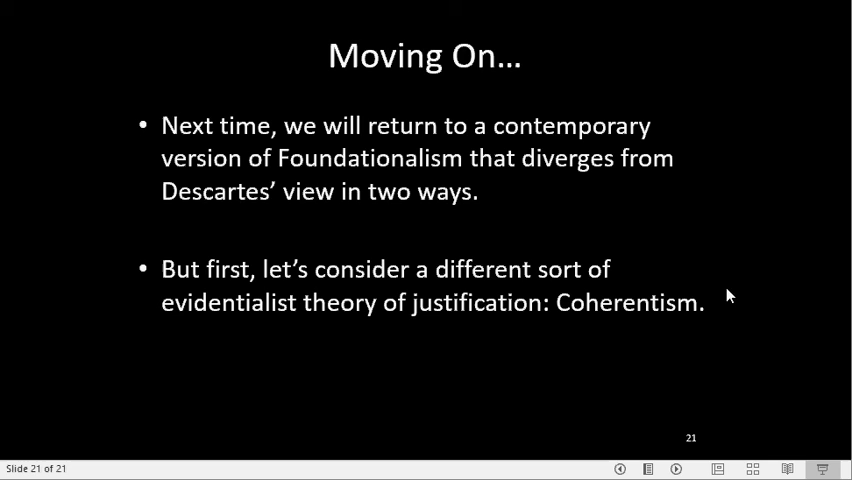 Moving On...
• Next time, we will return to a contemporary
version of Foundationalism that diverges from
Descartes’ view in two ways.
• But first, let’s consider a different sort of
evidentialist theory of justification: Coherentism.
21
Slide 21 of 21